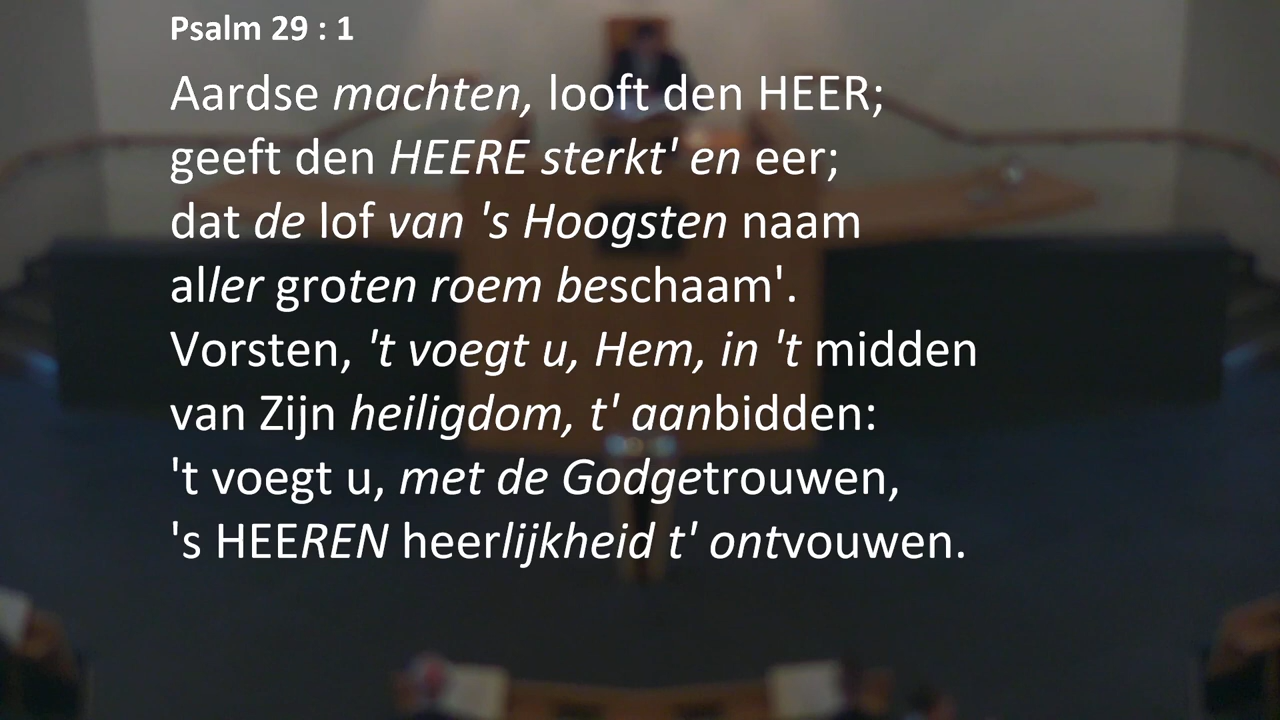 Psalm 29 : 1
Aardse machten, looft den HEER;
geeft den HEERE sterkt' en eer;
dat de lof van 's Hoogsten naam
aller groten roem beschaam'.
Vorsten, 't voegt u, Hem, in 't midden
van Zijn heiligdom, t' aanbidden:
't voegt u, met de Godgetrouwen,
's HEEREN heerlijkheid t' ontvouwen.